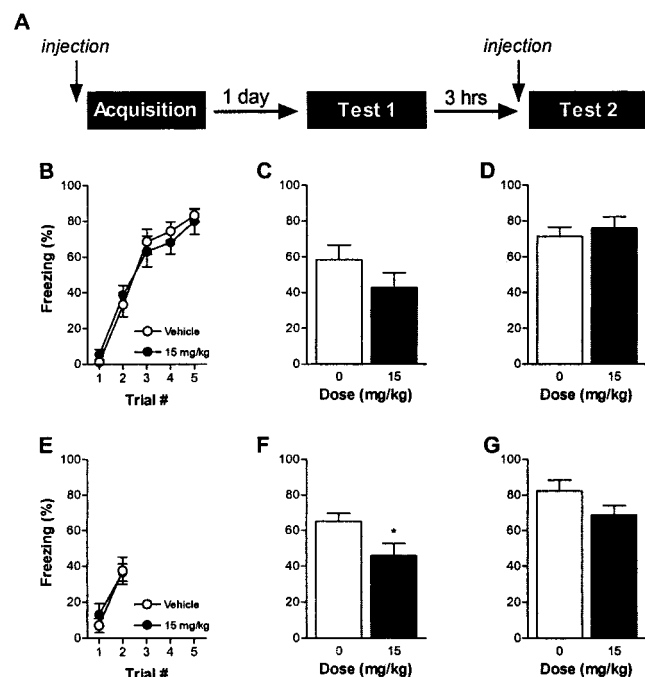 A
injection
injection
Acquisition
1 day
Test 1
3 hrs
Test 2
B
80
60
40
20
0
Freezing (%)
Vehicle
15 mg/kg
1 2 3 4 5
Trial #
C
100
80
60
40
20
0
0 15
Dose (mg/kg)
D
100
80
60
40
20
0
0 15
Dose (mg/kg)
E
100
80
60
40
20
0
Freezing (%)
Vehicle
15 mg/kg
1 2 3 4 5
Trial #
F
100
80
60
40
20
0
*
0 15
Dose (mg/kg)
G
100
80
60
40
20
0
0 15
Dose (mg/kg)